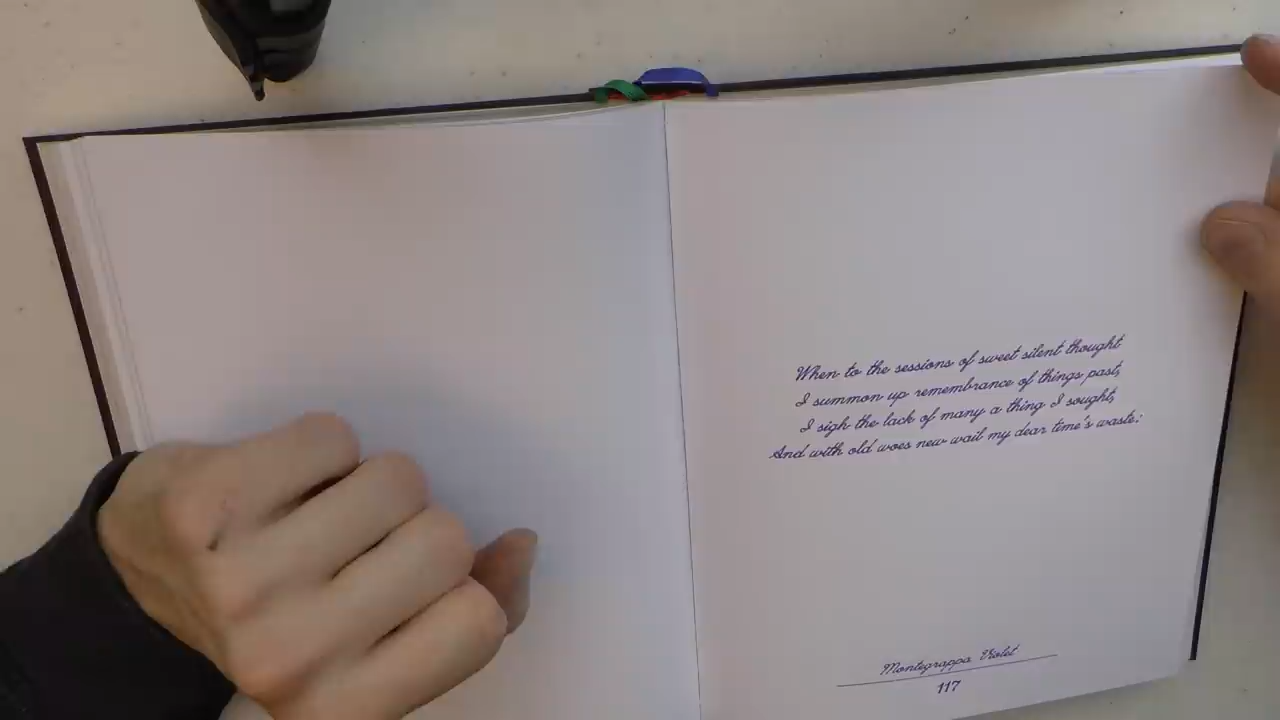 When to the sessions of sweet silent thought
I summon up remembrance of things past,
I sigh the lack of many a thing I sought,
And with old woes new wail my dear time's waste:
Montegrappa Violet
117